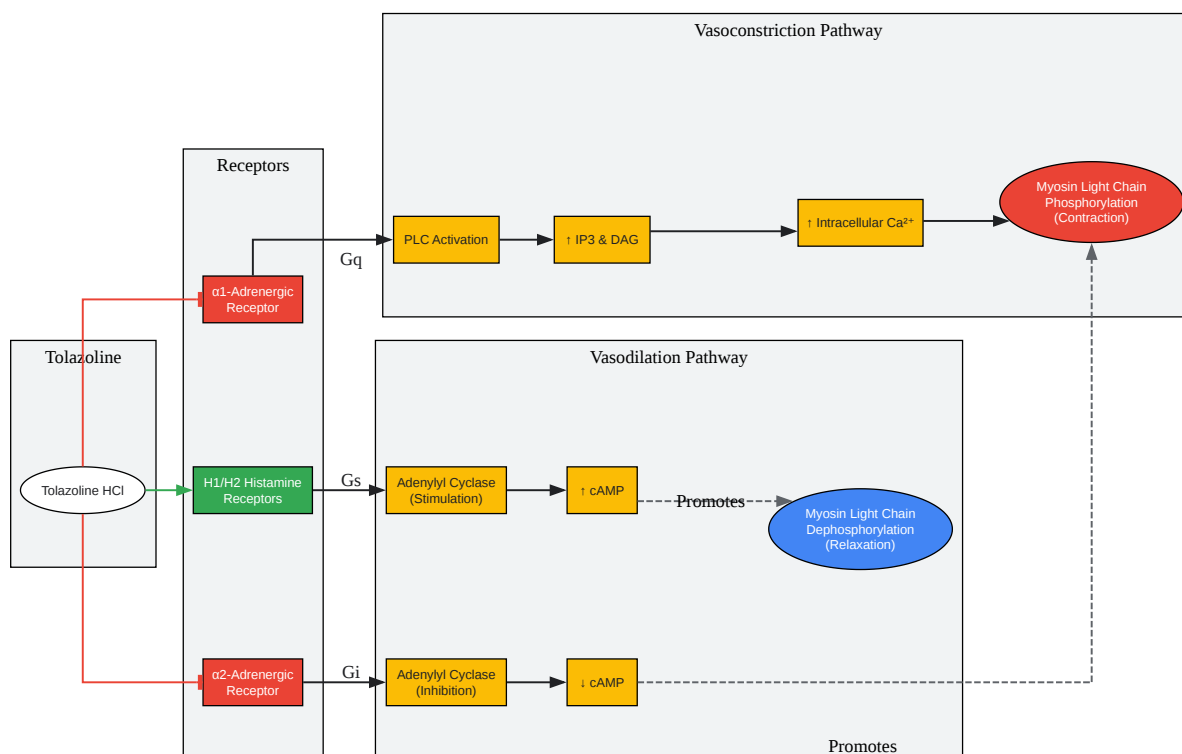 Vasoconstriction Pathway
Receptors
Myosin Light Chain
Phosphorylation
(Contraction)
PLC Activation
↑ IP3 & DAG
↑ Intracellular Ca²⁺
Gq
α1-Adrenergic
Receptor
Tolazoline
Vasodilation Pathway
Tolazoline HCl
H1/H2 Histamine
Receptors
Gs
Adenylyl Cyclase
(Stimulation)
↑ cAMP
Promotes
Myosin Light Chain
Dephosphorylation
(Relaxation)
α2-Adrenergic
Receptor
Gi
Adenylyl Cyclase
(Inhibition)
↓ cAMP
Promotes